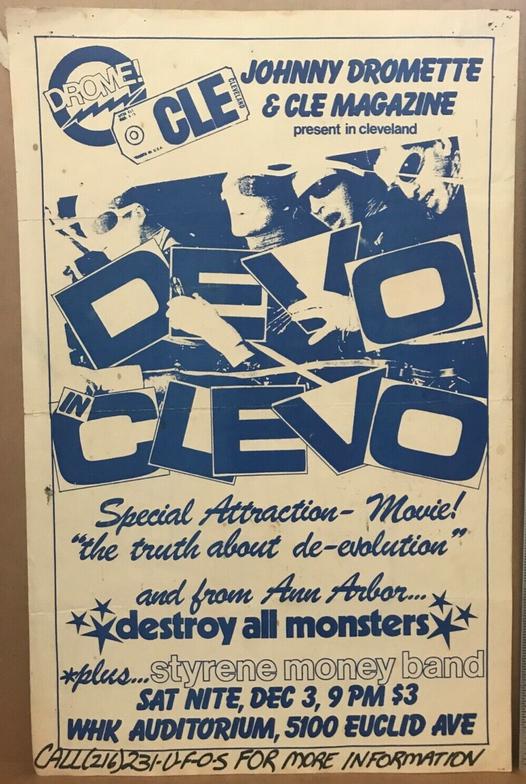 DROME!
CLE
CLEVELAND
JOHNNY DROMETTE
& CLE MAGAZINE
present in cleveland
DEVO
IN
CLEVO
Special Attraction- Movie!
"the truth about de-evolution"
and from Ann Arbor...
destroy all monsters
*plus...styrene money band
SAT NITE, DEC 3, 9 PM $3
WHK AUDITORIUM, 5100 EUCLID AVE
CALL(216)231-U-F-O-S FOR MORE INFORMATION